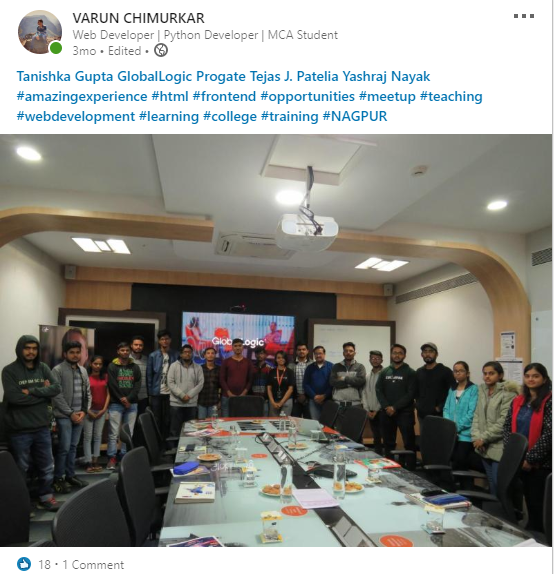 VARUN CHIMURKAR
Web Developer | Python Developer | MCA Student
3mo • Edited •
Tanishka Gupta GlobalLogic Progate Tejas J. Patelia Yashraj Nayak
#amazingexperience #html #frontend #opportunities #meetup #teaching
#webdevelopment #learning #college #training #NAGPUR
GlobalLogic
18 • 1 Comment